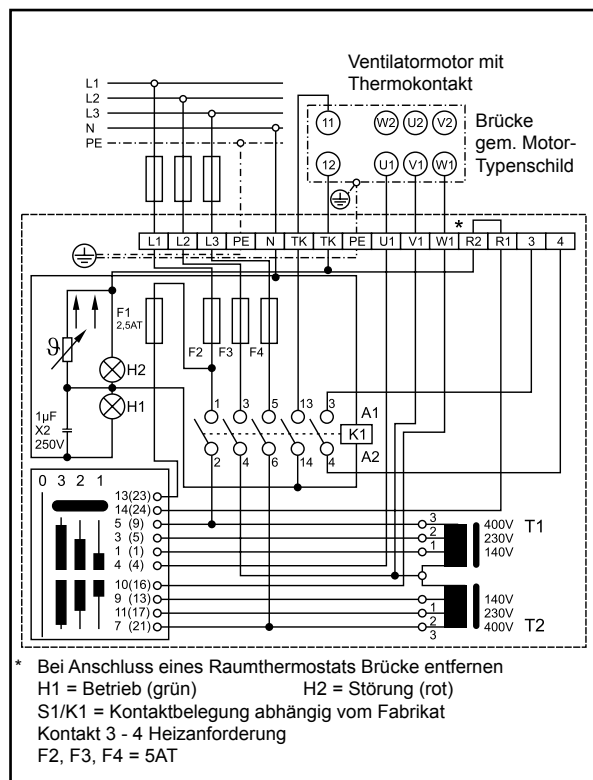 Ventilatormotor mit
Thermokontakt
L1
L2
L3
N
PE
11 W2 U2 V2
12 U1 V1 W1
Brücke
gem. Motor-
Typenschild
*
L1 L2 L3 PE N TK TK PE U1 V1 W1 R2 R1 3 4
F1
2,5AT
F2 F3 F4
ϑ
H2
H1
1µF
X2
250V
1 3 5 13 3
A1
K1
A2
2 4 6 14 4
0 3 2 1
13(23)
14(24)
5 (9)
3 (5)
1 (1)
4 (4)
10(16)
9 (13)
11(17)
7 (21)
3 400V T1
2 230V
1 140V
140V
1 230V
2 400V T2
3
* Bei Anschluss eines Raumthermostats Brücke entfernen
H1 = Betrieb (grün) H2 = Störung (rot)
S1/K1 = Kontaktbelegung abhängig vom Fabrikat
Kontakt 3 - 4 Heizanforderung
F2, F3, F4 = 5AT